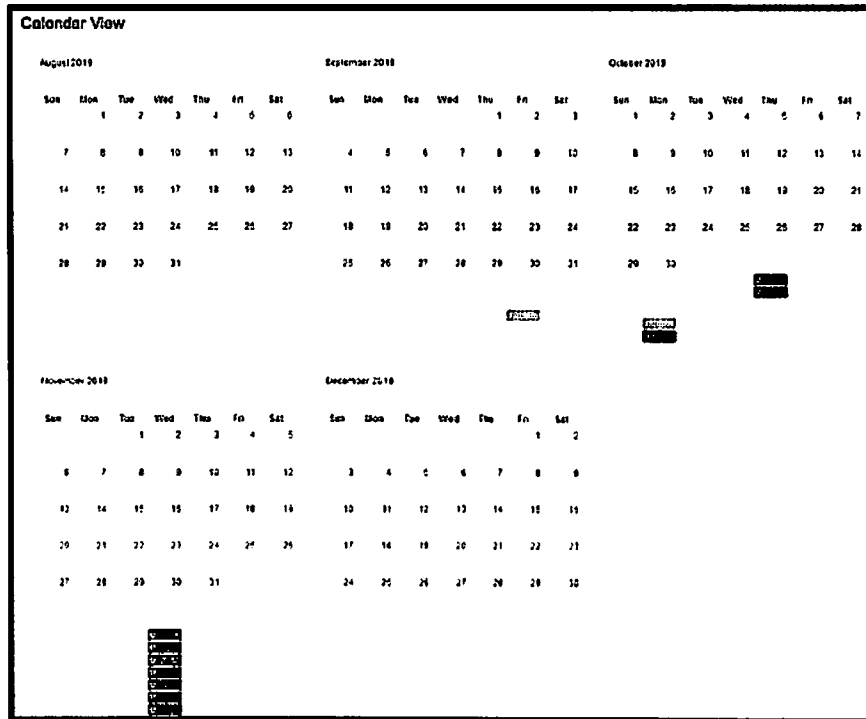 Calendar View
August 2019
Sun Mon Tue Wed Thu Fri Sat
1 2 3 4 5 6
7 8 9 10 11 12 13
14 15 16 17 18 19 20
21 22 23 24 25 26 27
28 29 30 31
September 2019
Sun Mon Tue Wed Thu Fri Sat
1 2 3
4 5 6 7 8 9 10
11 12 13 14 15 16 17
18 19 20 21 22 23 24
25 26 27 28 29 30 31
October 2019
Sun Mon Tue Wed Thu Fri Sat
1 2 3 4 5 6 7
8 9 10 11 12 13 14
15 16 17 18 19 20 21
22 23 24 25 26 27 28
29 30
November 2019
Sun Mon Tue Wed Thu Fri Sat
1 2 3 4 5
6 7 8 9 10 11 12
13 14 15 16 17 18 19
20 21 22 23 24 25 26
27 28 29 30 31
December 2019
Sun Mon Tue Wed Thu Fri Sat
1 2
3 4 5 6 7 8 9
10 11 12 13 14 15 16
17 18 19 20 21 22 23
24 25 26 27 28 29 30